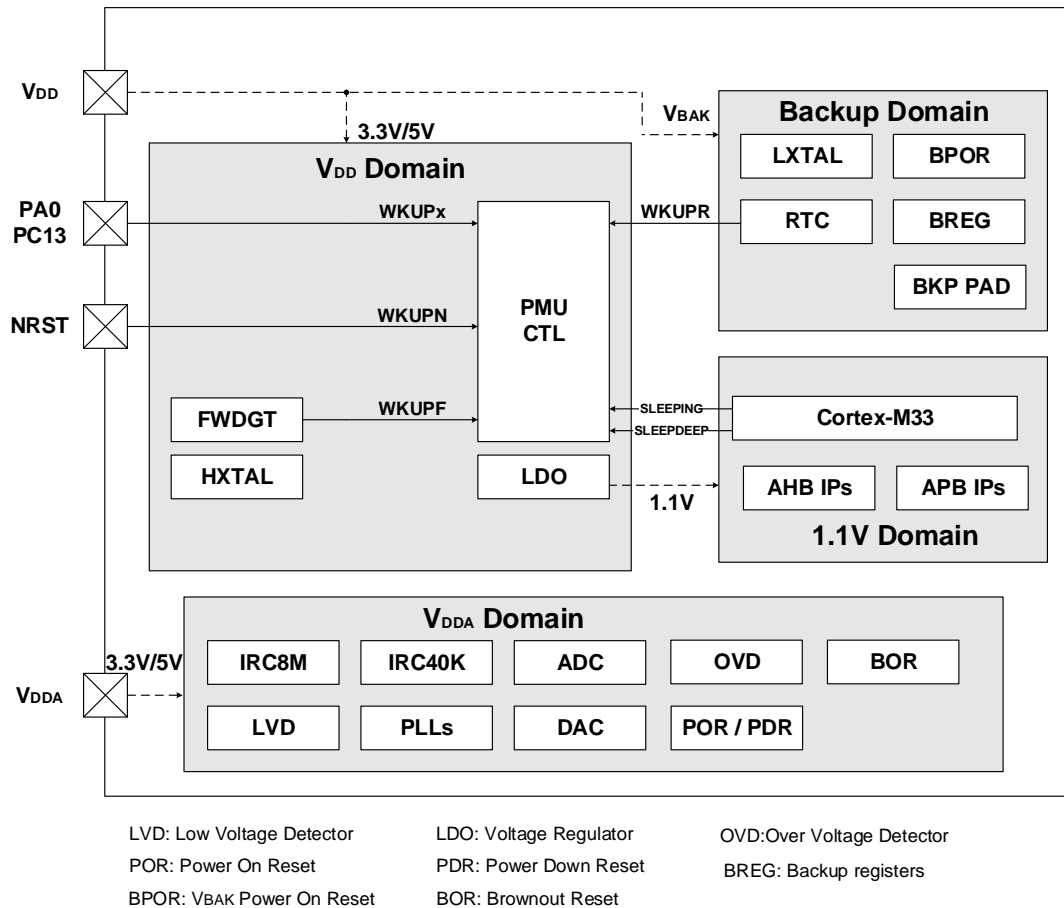 VDD
3.3V/5V
VBAK
Backup Domain
LXTAL
BPOR
RTC
BREG
BKP PAD
VDD Domain
PA0
PC13
WKUPx
WKUPR
NRST
WKUPN
PMU
CTL
FWDGT
WKUPF
SLEEPING
SLEEPDEEP
Cortex-M33
HXTAL
LDO
1.1V
AHB IPs
APB IPs
1.1V Domain
VDDA Domain
3.3V/5V
VDDA
IRC8M
IRC40K
ADC
OVD
BOR
LVD
PLLs
DAC
POR / PDR
LVD: Low Voltage Detector
LDO: Voltage Regulator
OVD:Over Voltage Detector
POR: Power On Reset
PDR: Power Down Reset
BREG: Backup registers
BPOR: VBAK Power On Reset
BOR: Brownout Reset